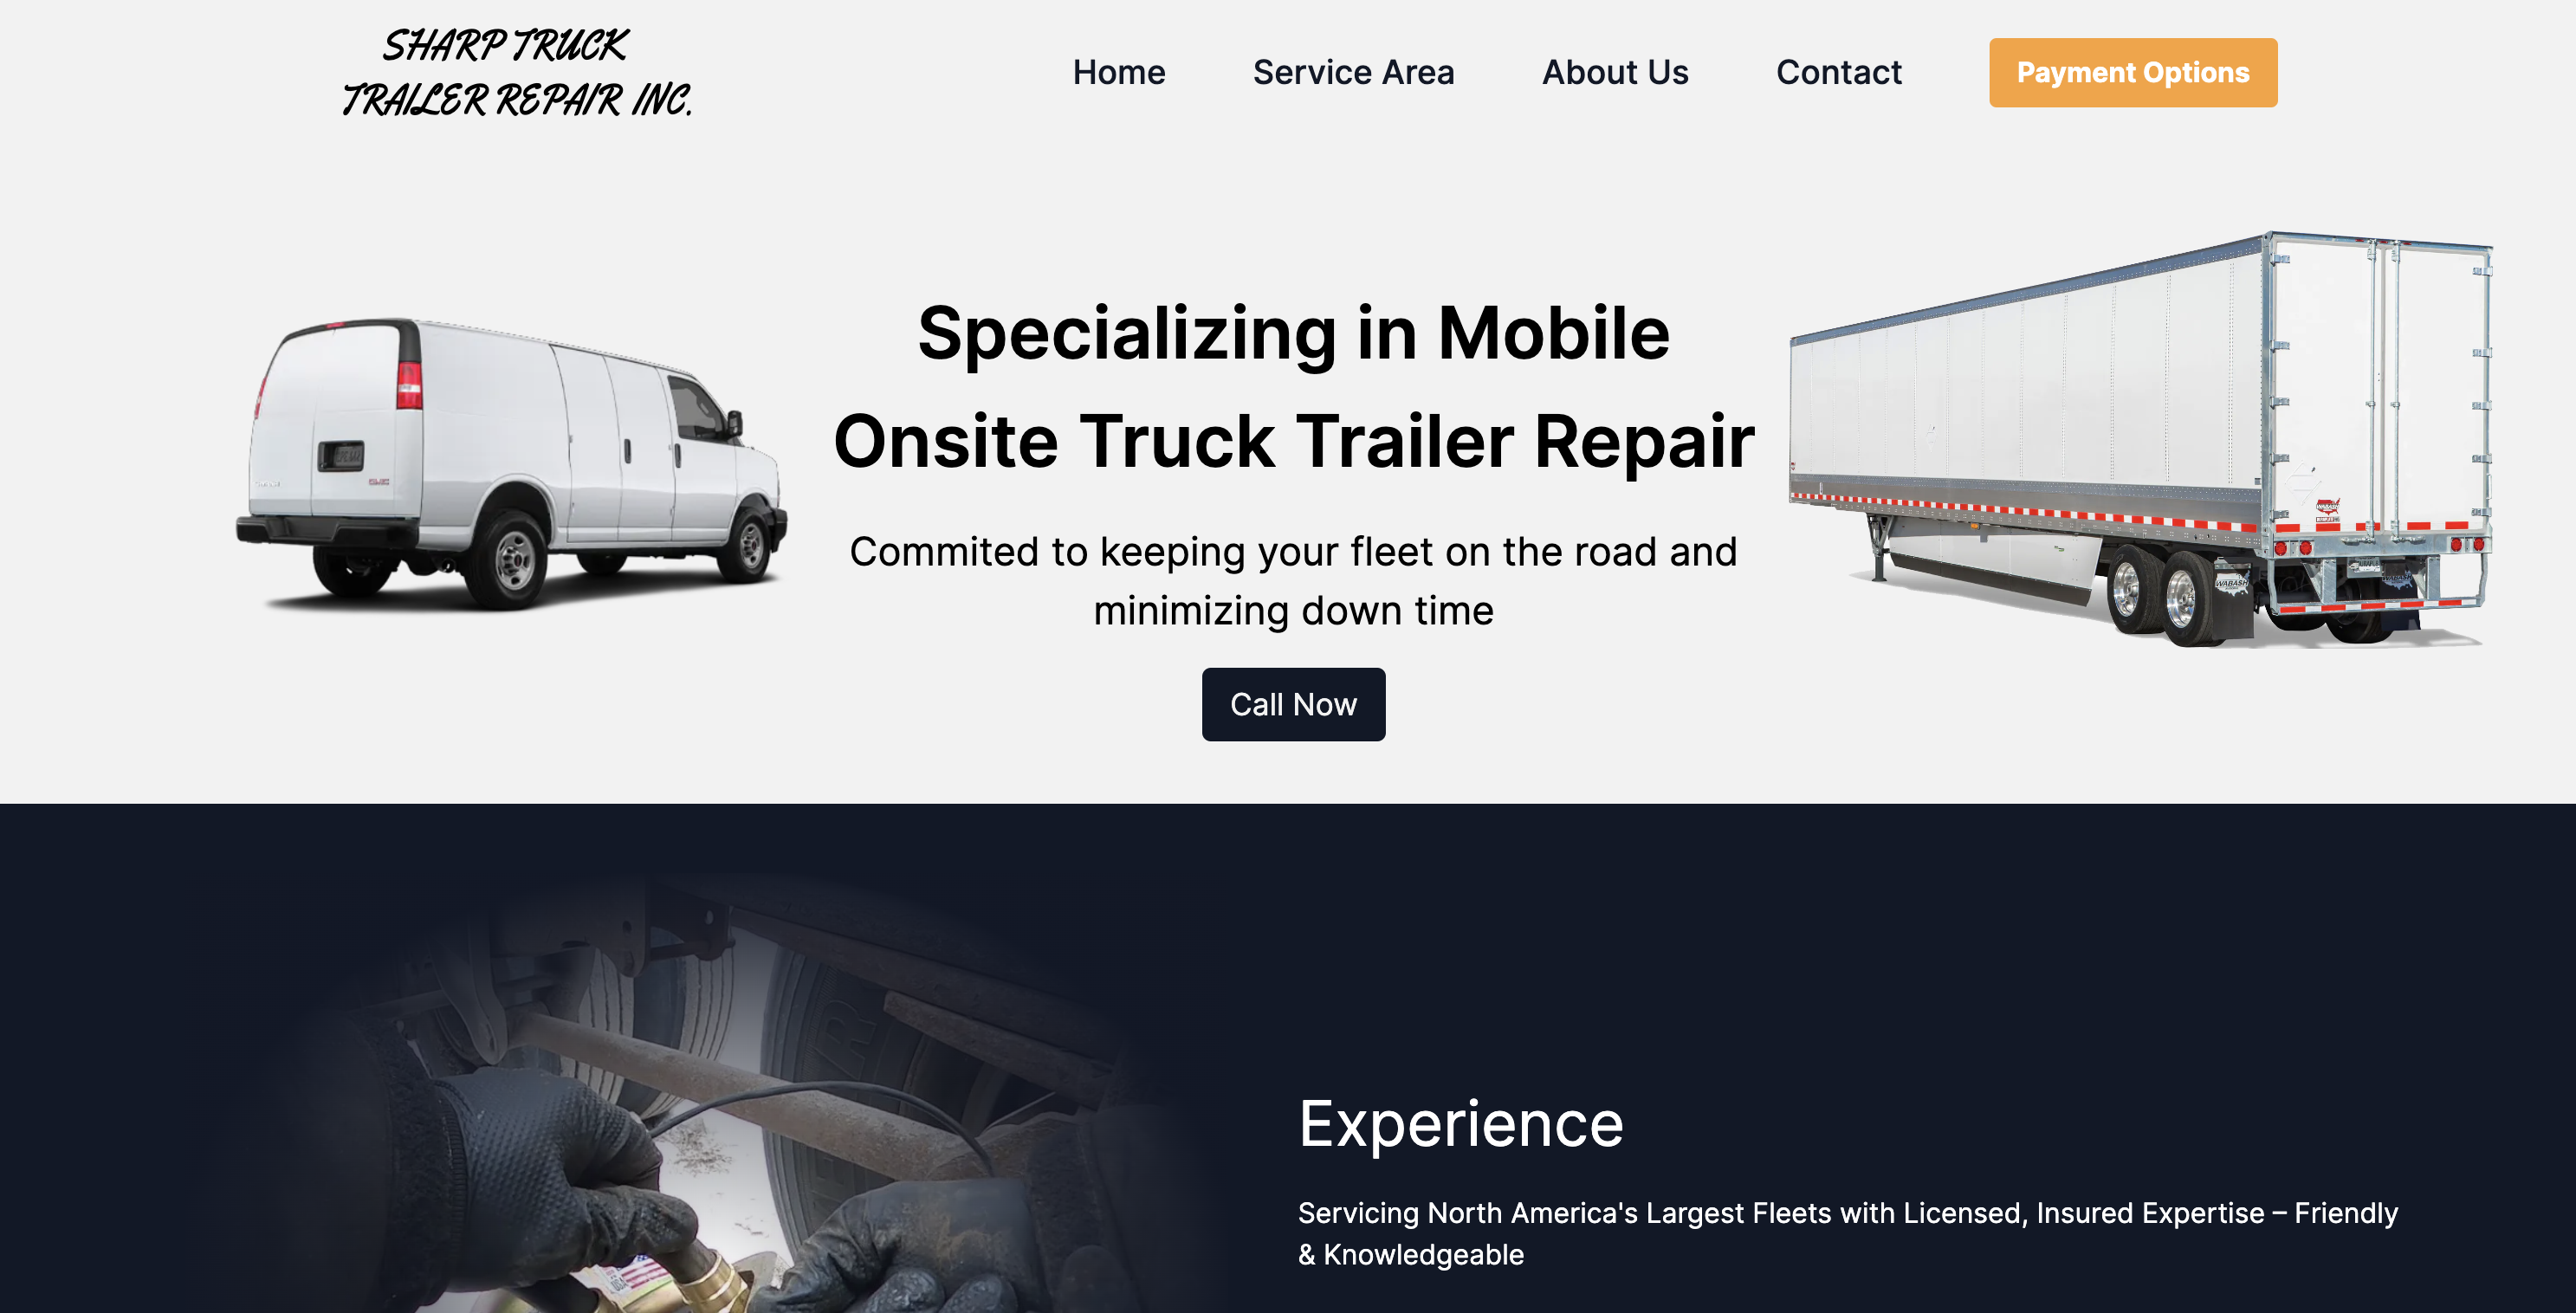 SHARP TRUCK
TRAILER REPAIR INC.
Home Service Area About Us Contact Payment Options
Specializing in Mobile
Onsite Truck Trailer Repair
Commited to keeping your fleet on the road and
minimizing down time
Call Now
WABASH
WABASH
Experience
Servicing North America's Largest Fleets with Licensed, Insured Expertise – Friendly
& Knowledgeable